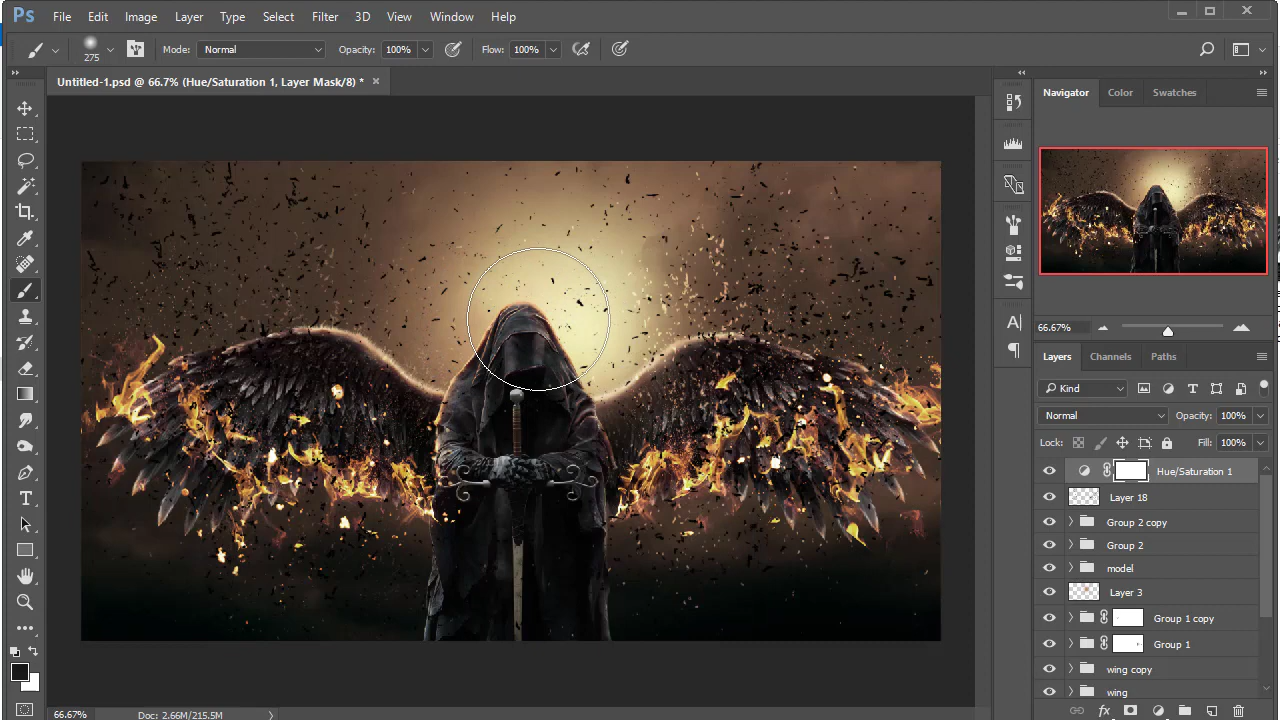 Ps File Edit Image Layer Type Select Filter 3D View Window Help
275 Mode: Normal Opacity: 100% Flow: 100%
Untitled-1.psd @ 66.7% (Hue/Saturation 1, Layer Mask/8) * ×
Navigator Color Swatches
66.67%
Layers Channels Paths
Kind
Normal Opacity: 100%
Lock: Fill: 100%
Hue/Saturation 1
Layer 18
Group 2 copy
Group 2
model
Layer 3
Group 1 copy
Group 1
wing copy
wing
66.67% Doc: 2.66M/215.5M